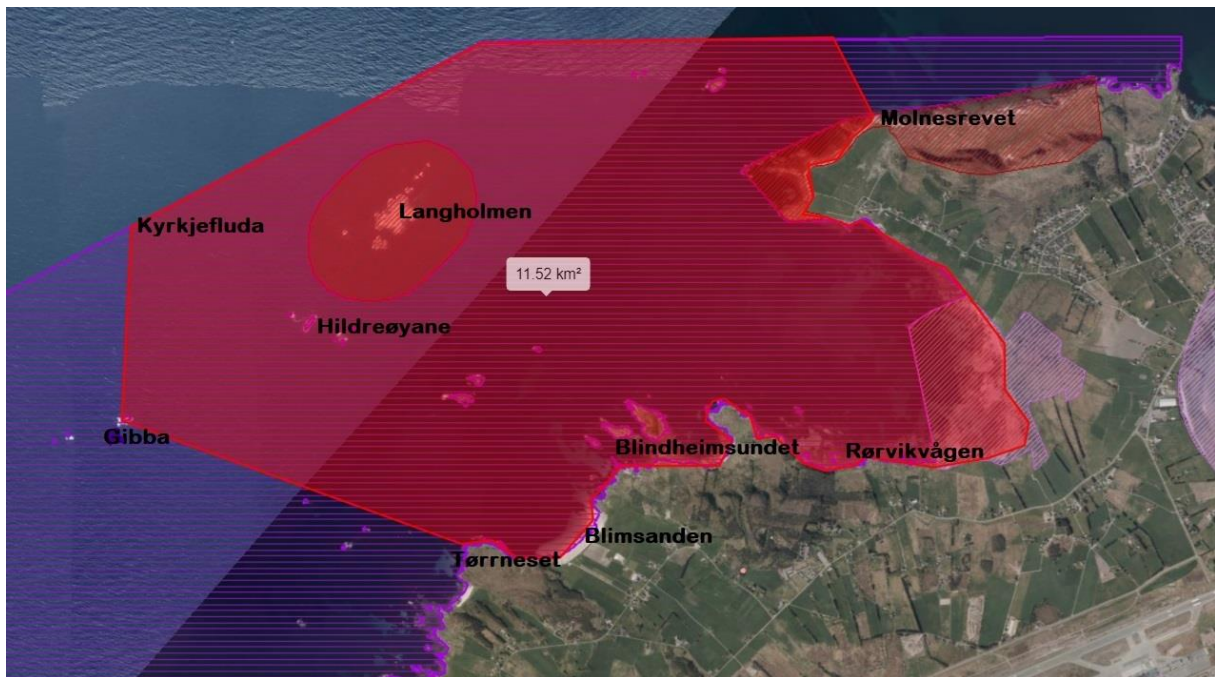 Molnesrevet
Langholmen
Kyrkjefluda
11.52 km²
Hildreøyane
Gibba
Blindheimsundet
Rørvikvågen
Blimsanden
Tørrneset